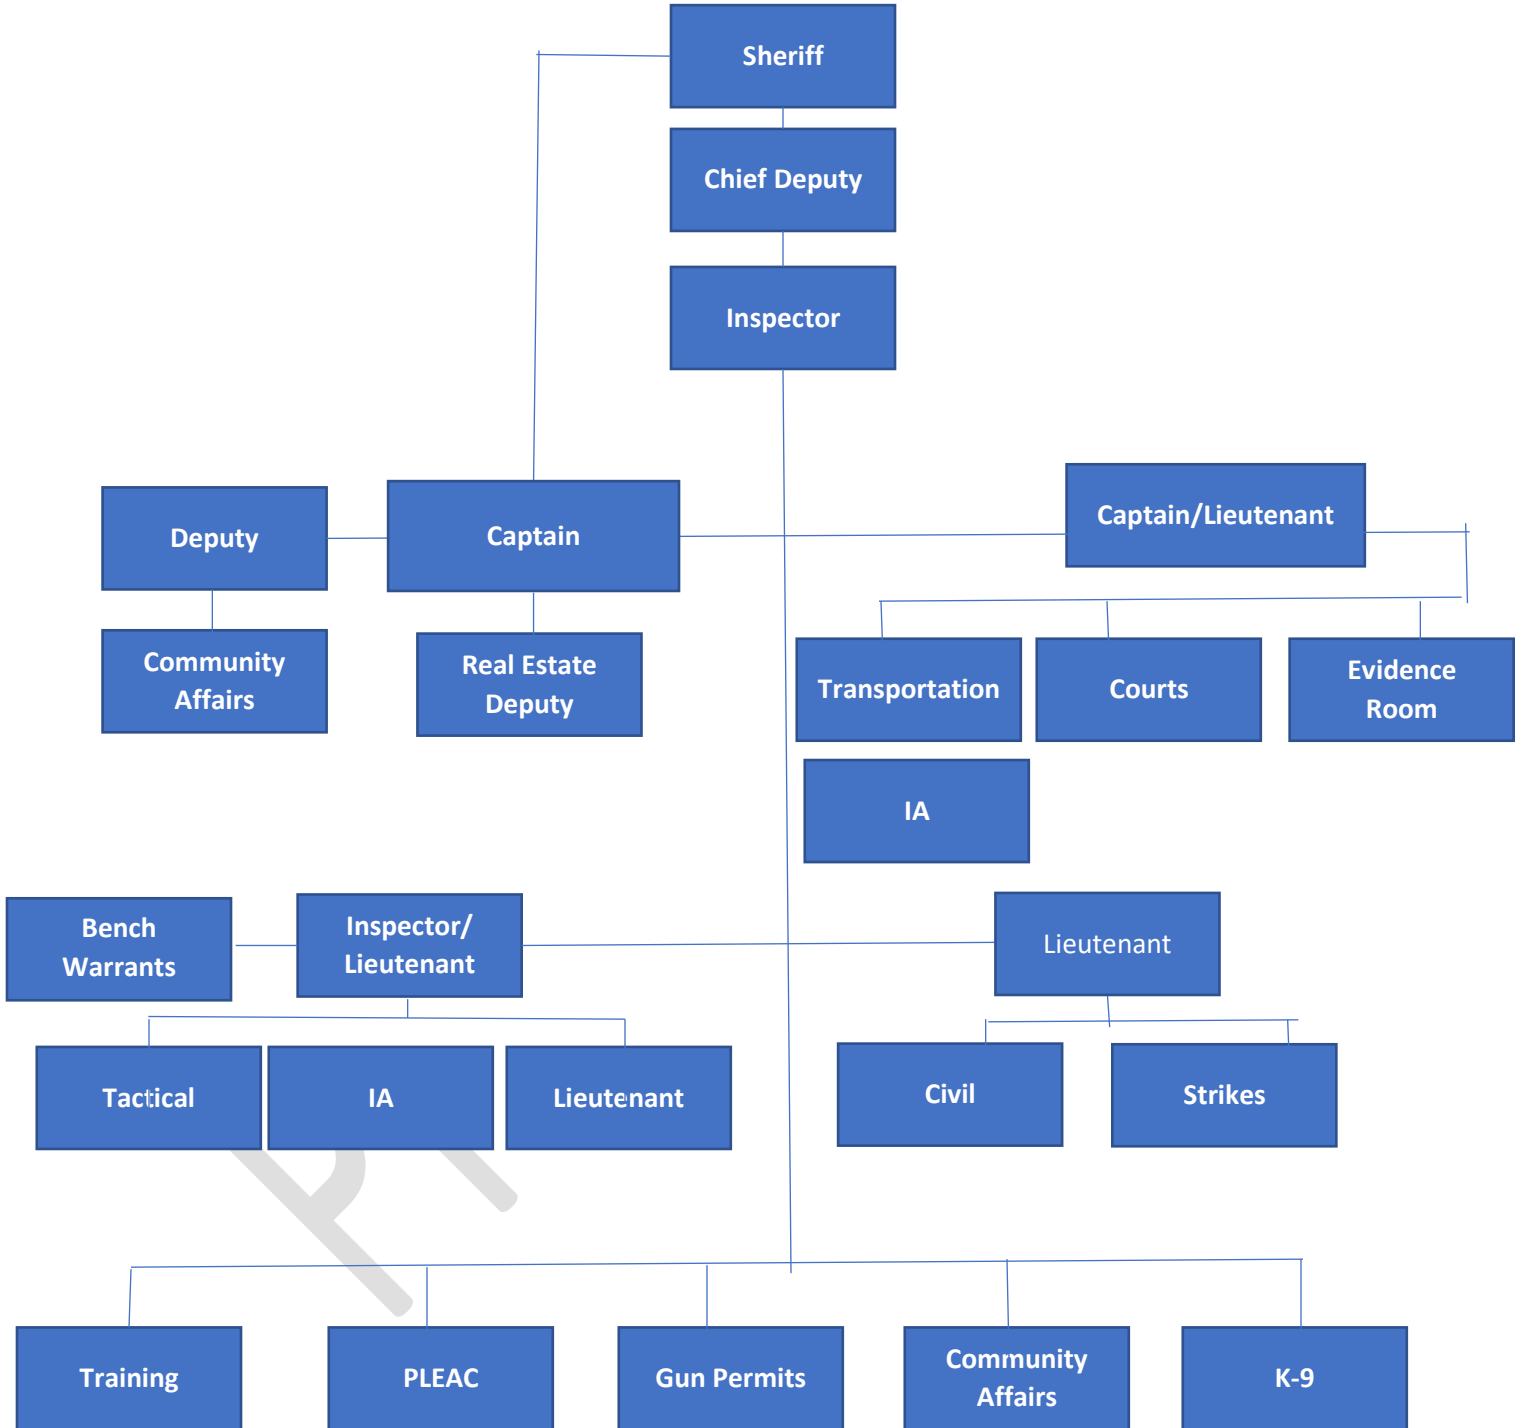 Sheriff
Chief Deputy
Inspector
Deputy
Captain
Captain/Lieutenant
Community
Affairs
Real Estate
Deputy
Transportation
Courts
Evidence
Room
IA
Bench
Warrants
Inspector/
Lieutenant
Lieutenant
Tactical
IA
Lieutenant
Civil
Strikes
Training
PLEAC
Gun Permits
Community
Affairs
K-9